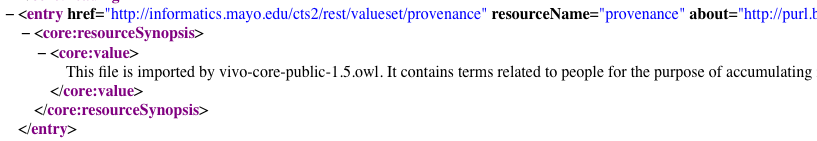 − <entry href="http://informatics.mayo.edu/cts2/rest/valueset/provenance" resourceName="provenance" about="http://purl.b
− <core:resourceSynopsis>
− <core:value>
This file is imported by vivo-core-public-1.5.owl. It contains terms related to people for the purpose of accumulating
</core:value>
</core:resourceSynopsis>
</entry>